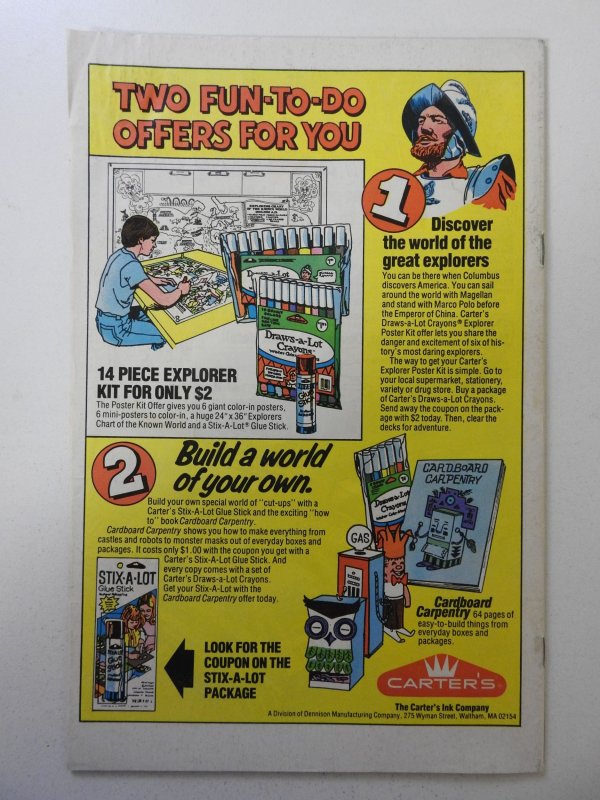 TWO FUN-TO-DO
OFFERS FOR YOU
1
Discover
the world of the
great explorers
You can be there when Columbus
discovers America. You can sail
around the world with Magellan
and stand with Marco Polo before
the Emperor of China. Carter's
Draws-a-Lot Crayons® Explorer
Poster Kit offer lets you share the
danger and excitement of six of his-
tory's most daring explorers.
The way to get your Carter's
Explorer Poster Kit is simple. Go to
your local supermarket, stationery,
variety or drug store. Buy a package
of Carter's Draws-a-Lot Crayons.
Send away the coupon on the pack-
age with $2 today. Then, clear the
decks for adventure.
Draws-a-Lot
Draws-a-Lot
Crayons
14 PIECE EXPLORER
KIT FOR ONLY $2
The Poster Kit Offer gives you 6 giant color-in posters,
6 mini-posters to color-in, a huge 24" x 36" Explorers
Chart of the Known World and a Stix-A-Lot® Glue Stick.
2
Build a world
of your own.
Build your own special world of "cut-ups" with a
Carter's Stix-A-Lot Glue Stick and the exciting "how
to" book Cardboard Carpentry.
Cardboard Carpentry shows you how to make everything from
castles and robots to monster masks out of everyday boxes and
packages. It costs only $1.00 with the coupon you get with a
Carter's Stix-A-Lot Glue Stick. And
every copy comes with a set of
Carter's Draws-a-Lot Crayons.
Get your Stix-A-Lot with the
Cardboard Carpentry offer today.
STIX-A-LOT
Glue Stick
LOOK FOR THE
COUPON ON THE
STIX-A-LOT
PACKAGE
Draws-a-Lot
Crayons
CARDBOARD
CARPENTRY
GAS
Cardboard
Carpentry 64 pages of
easy-to-build things from
everyday boxes and
packages.
CARTER'S
The Carter's Ink Company
A Division of Dennison Manufacturing Company, 275 Wyman Street, Waltham, MA 02154